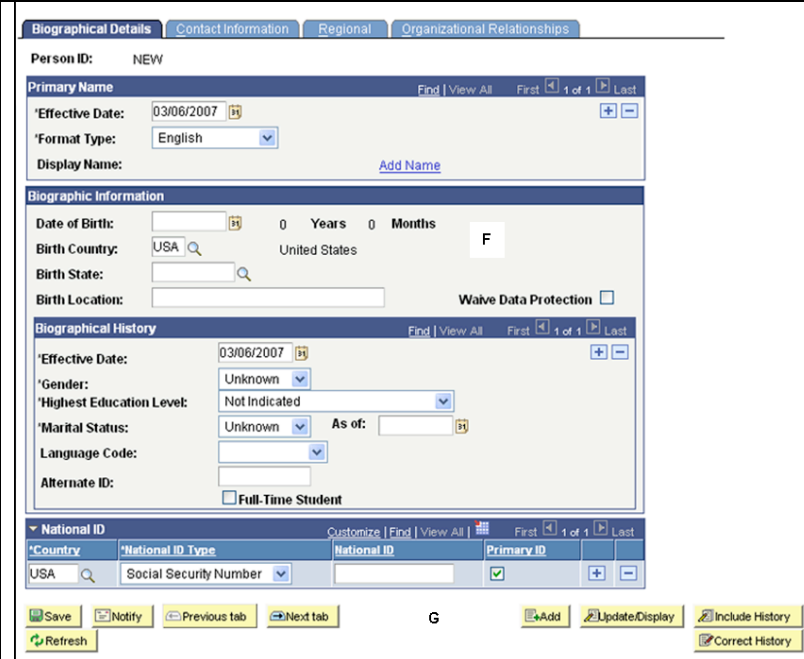 Biographical Details Contact Information Regional Organizational Relationships
Person ID: NEW
Primary Name Find | View All First 1 of 1 Last
*Effective Date: 03/06/2007
*Format Type: English
Display Name: Add Name
Biographic Information
Date of Birth: 0 Years 0 Months
F
Birth Country: USA United States
Birth State:
Birth Location: Waive Data Protection
Biographical History Find | View All First 1 of 1 Last
*Effective Date: 03/06/2007
*Gender: Unknown
*Highest Education Level: Not Indicated
*Marital Status: Unknown As of:
Language Code:
Alternate ID:
Full-Time Student
National ID Customize | Find | View All | First 1 of 1 Last
*Country *National ID Type National ID Primary ID
USA Social Security Number
Save Notify Previous tab Next tab G Add Update/Display Include History
Refresh Correct History